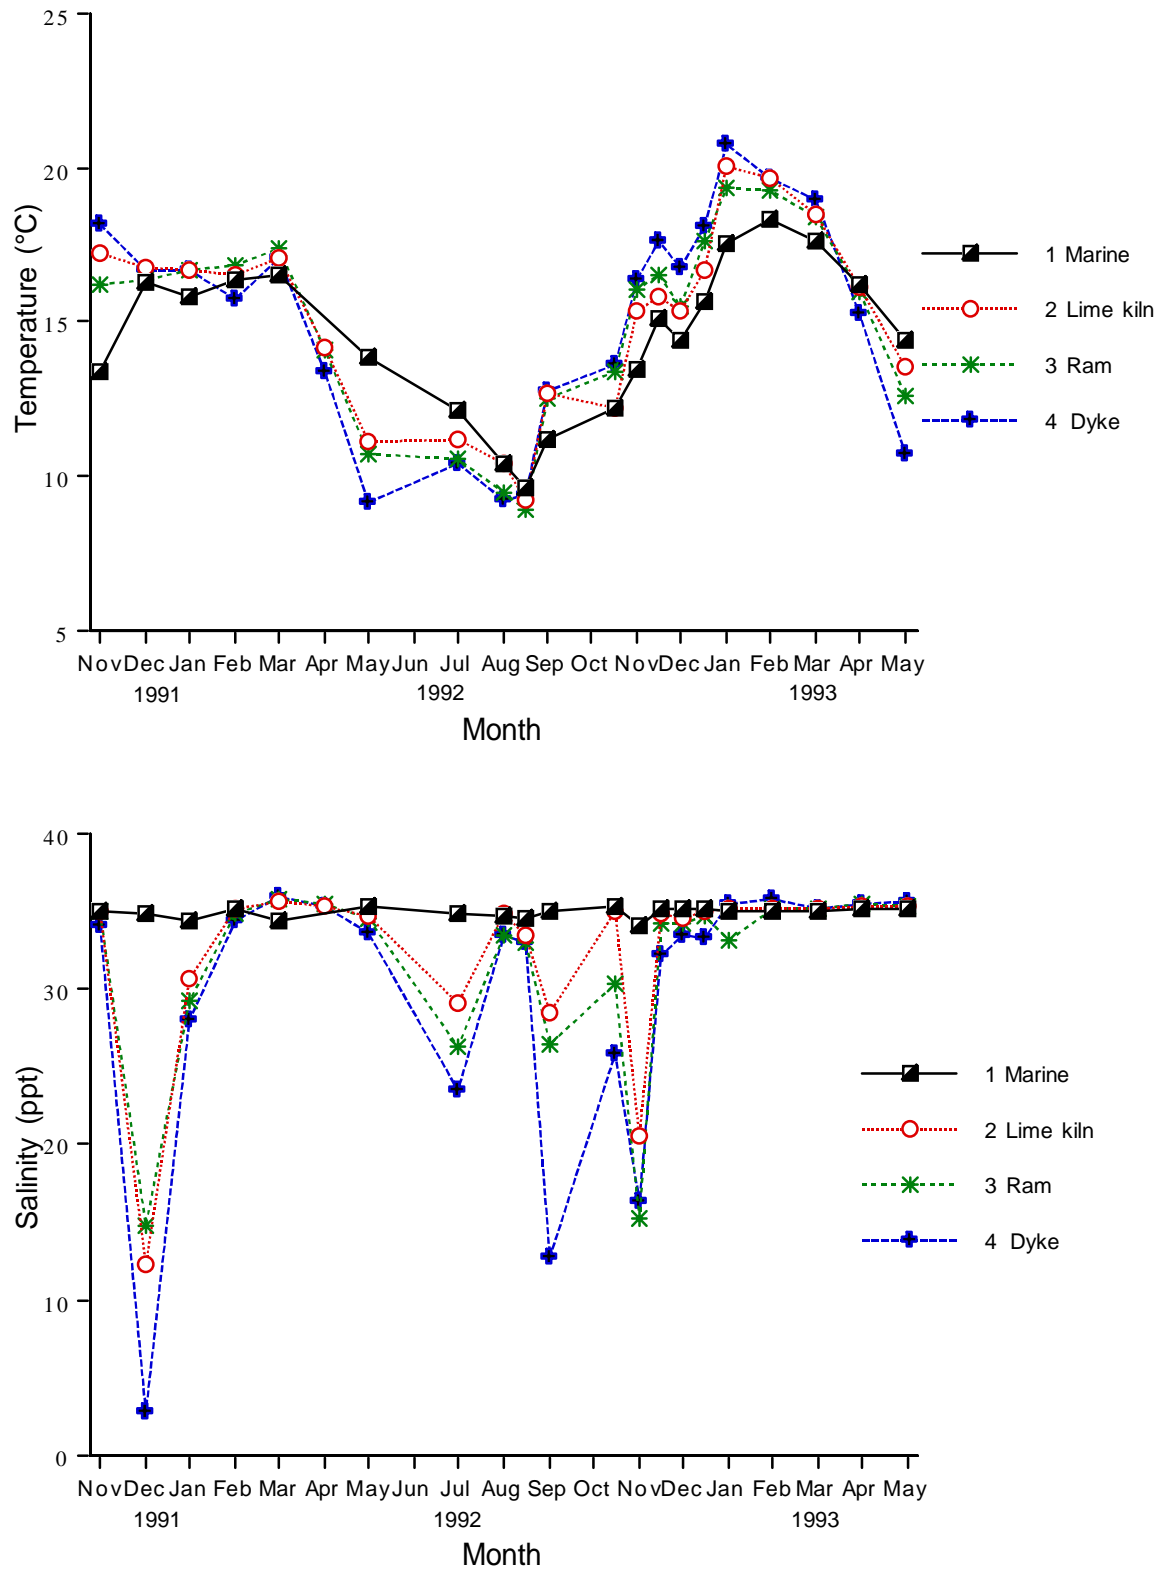 25
20
15
10
5
Temperature (°C)
1 Marine
2 Lime kiln
3 Ram
4 Dyke
Nov Dec Jan Feb Mar Apr May Jun Jul Aug Sep Oct Nov Dec Jan Feb Mar Apr May
1991 1992 1993
Month
40
30
20
10
0
Salinity (ppt)
1 Marine
2 Lime kiln
3 Ram
4 Dyke
Nov Dec Jan Feb Mar Apr May Jun Jul Aug Sep Oct Nov Dec Jan Feb Mar Apr May
1991 1992 1993
Month